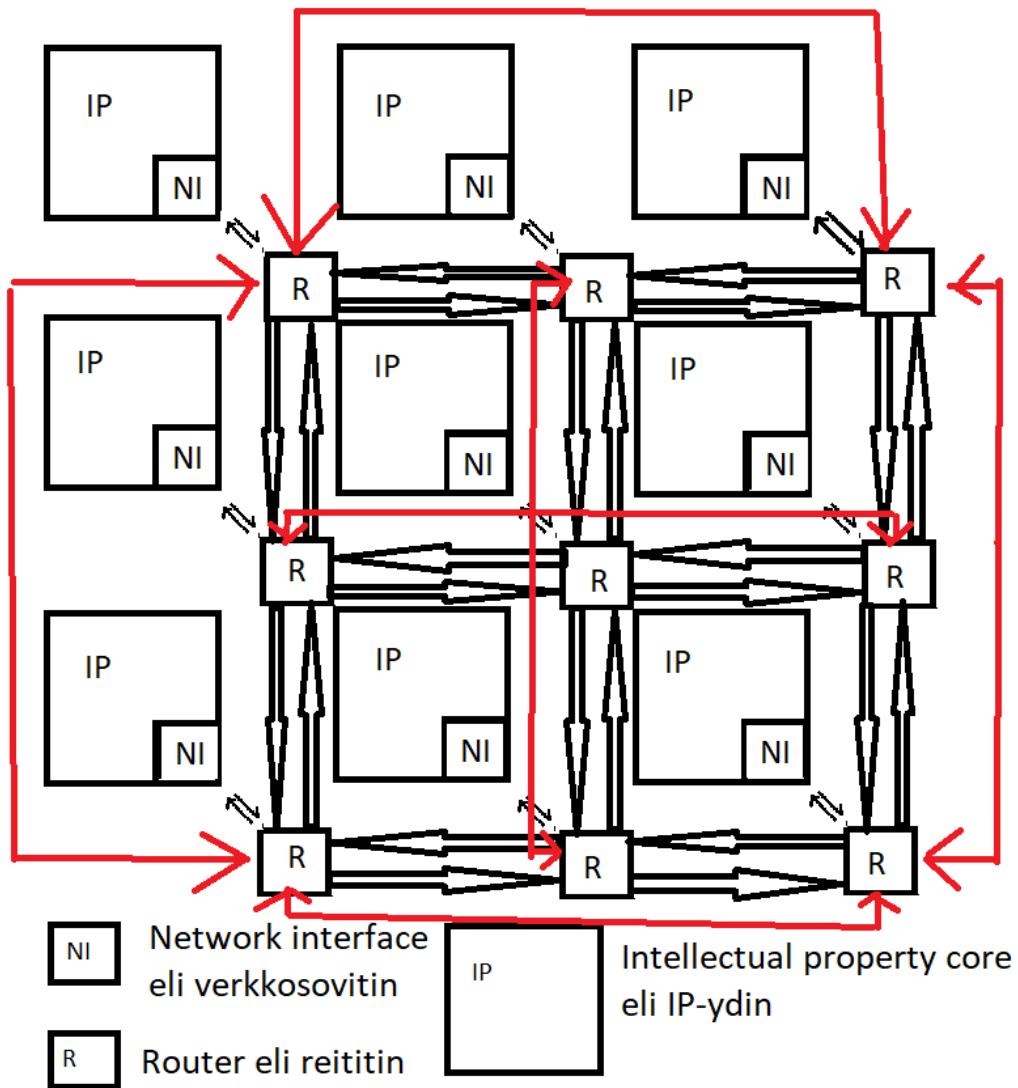 IP
IP
IP
NI
NI
NI
R
R
R
IP
IP
IP
NI
NI
NI
R
R
R
IP
IP
IP
NI
NI
NI
R
R
R
NI
Network interface
eli verkkosovitin
IP
Intellectual property core
eli IP-ydin
R
Router eli reititin